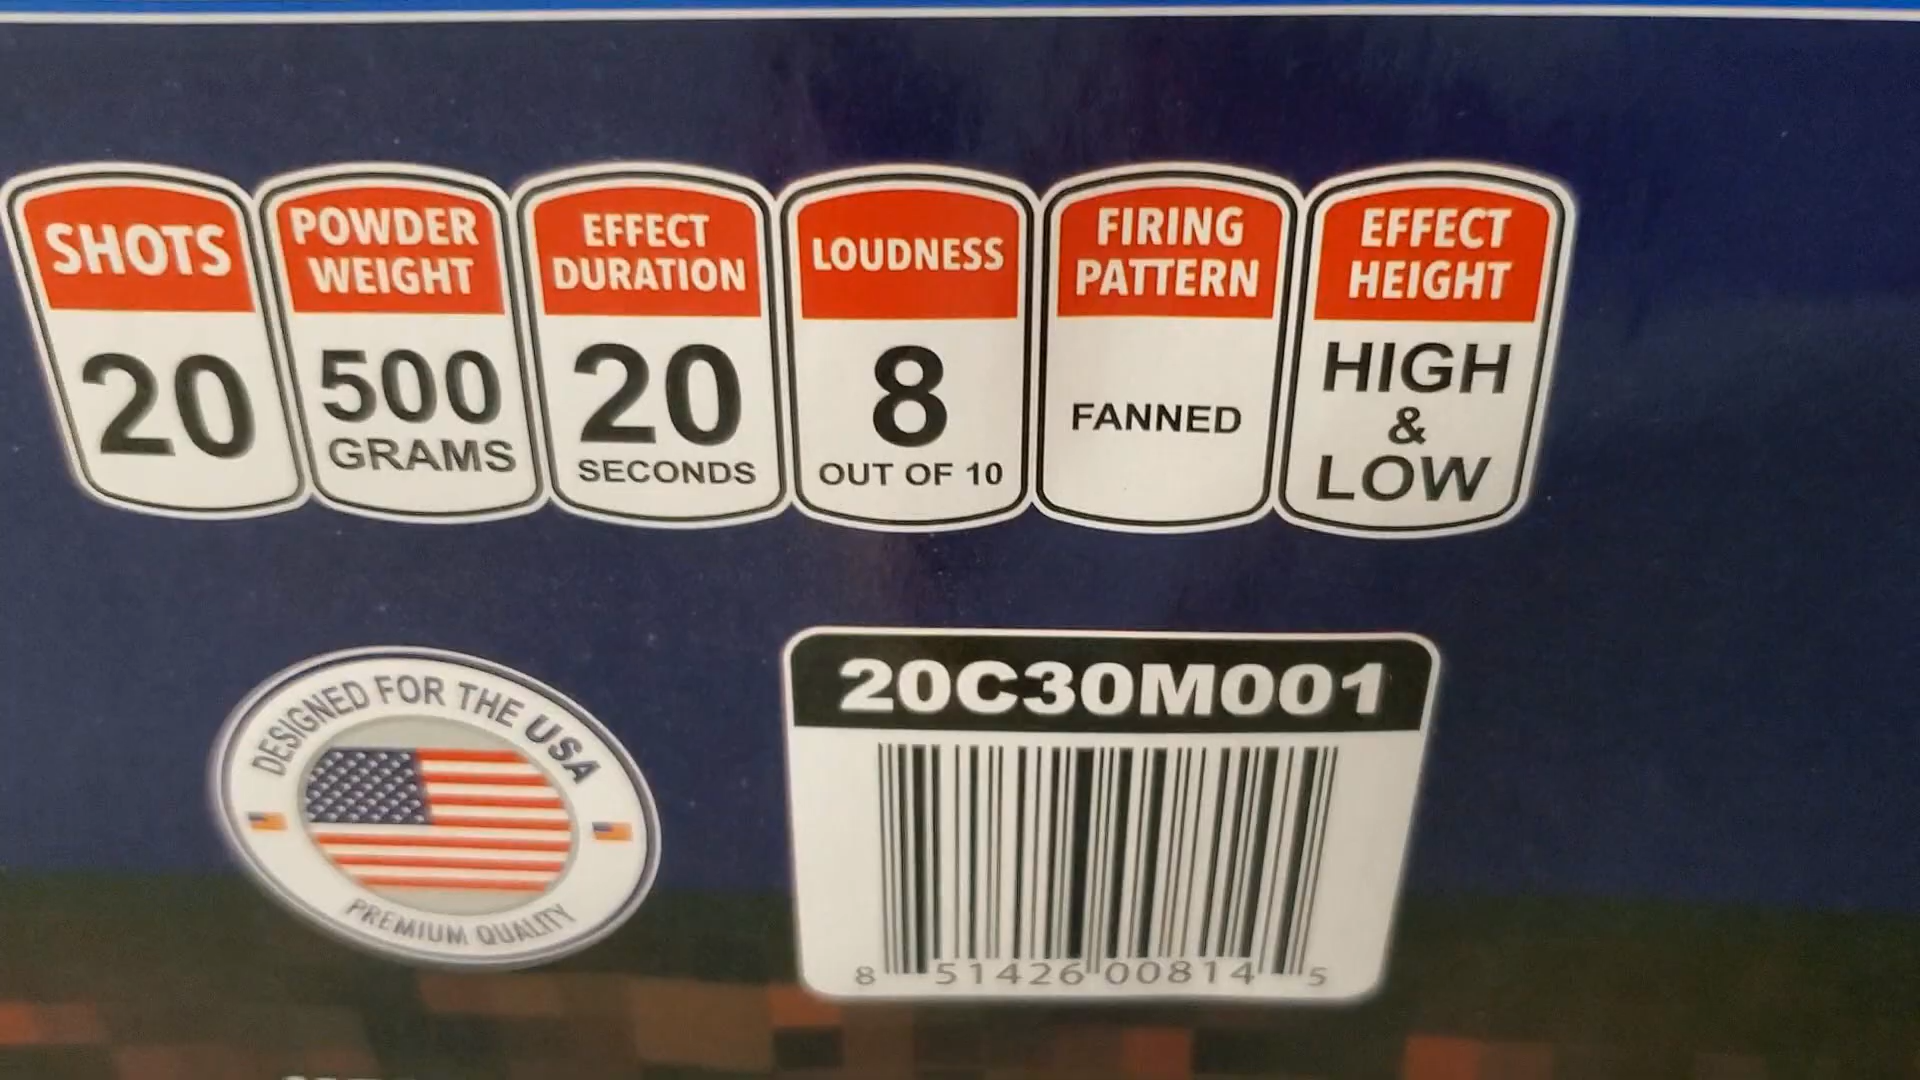 SHOTS
20
POWDER
WEIGHT
500
GRAMS
EFFECT
DURATION
20
SECONDS
LOUDNESS
8
OUT OF 10
FIRING
PATTERN
FANNED
EFFECT
HEIGHT
HIGH
&
LOW
DESIGNED FOR THE USA
PREMIUM QUALITY
20C30M001
8 51426 00814 5